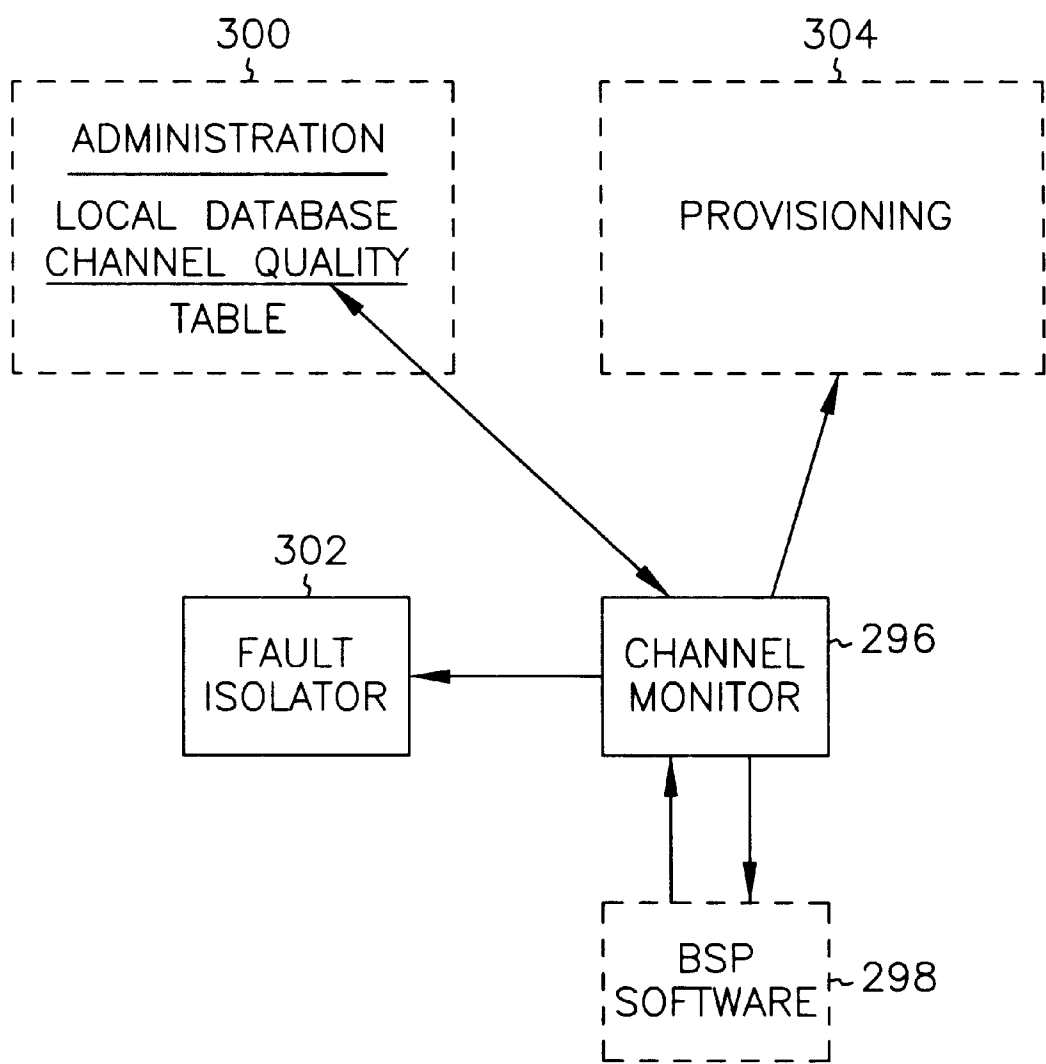 300
304
ADMINISTRATION
LOCAL DATABASE
CHANNEL QUALITY
TABLE
PROVISIONING
302
FAULT
ISOLATOR
CHANNEL
MONITOR
296
BSP
SOFTWARE
298